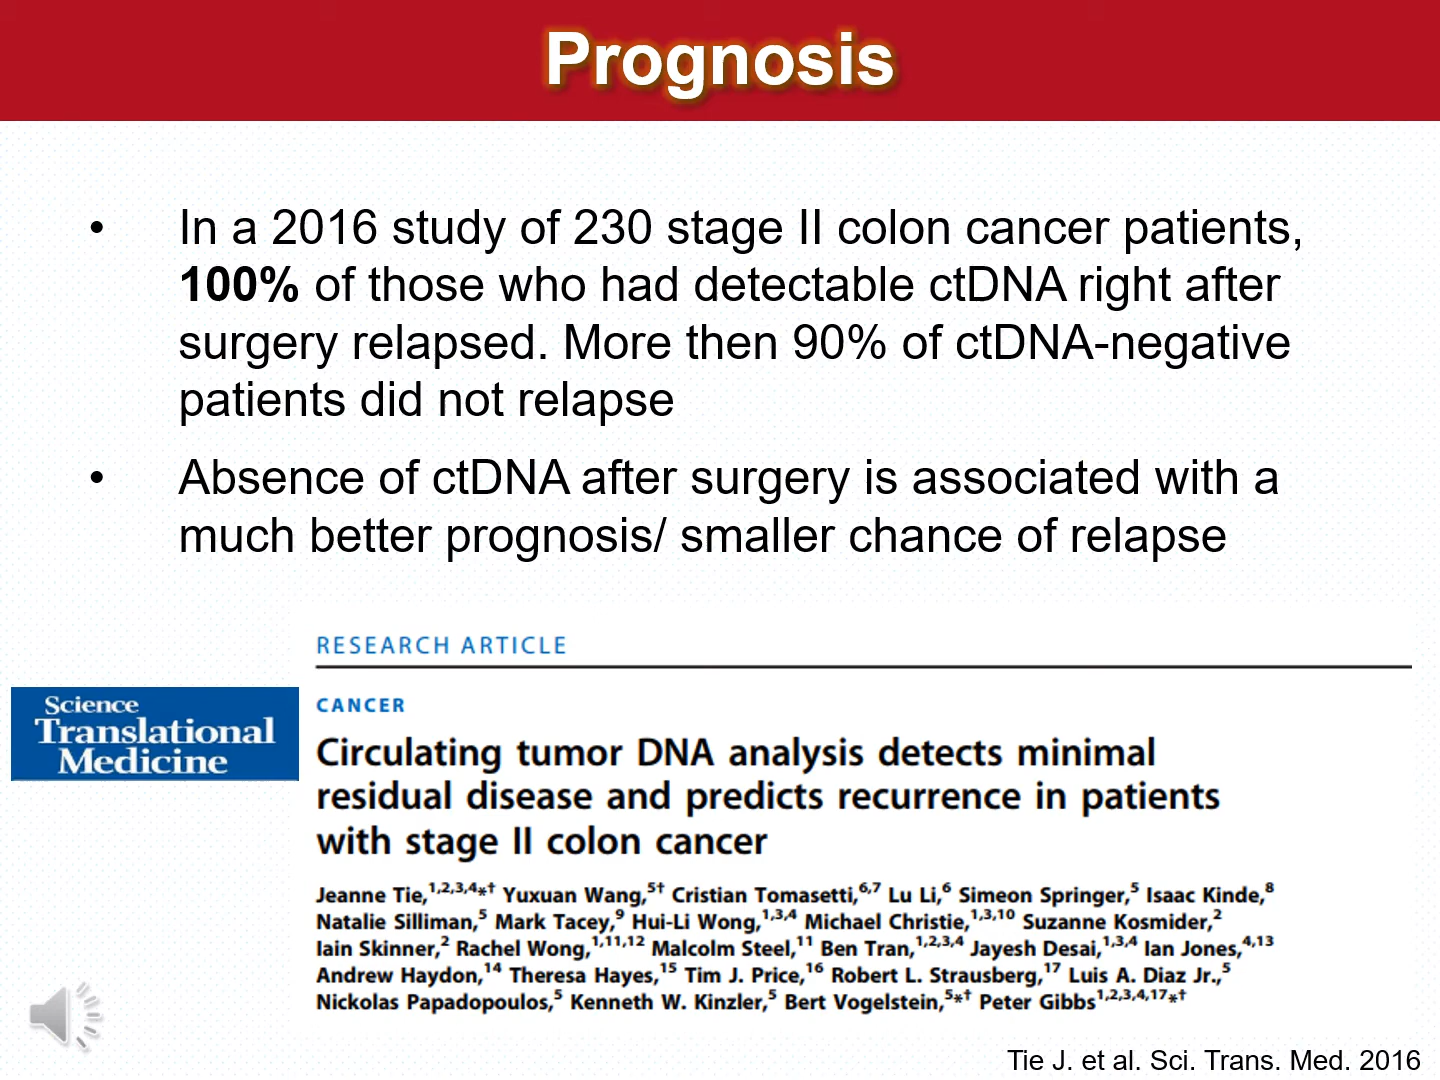 Prognosis
• In a 2016 study of 230 stage II colon cancer patients,
100% of those who had detectable ctDNA right after
surgery relapsed. More then 90% of ctDNA-negative
patients did not relapse
• Absence of ctDNA after surgery is associated with a
much better prognosis/ smaller chance of relapse
RESEARCH ARTICLE
Science
Translational
Medicine
CANCER
Circulating tumor DNA analysis detects minimal
residual disease and predicts recurrence in patients
with stage II colon cancer
Jeanne Tie,1,2,3,4*† Yuxuan Wang,5† Cristian Tomasetti,6,7 Lu Li,6 Simeon Springer,5 Isaac Kinde,8
Natalie Silliman,5 Mark Tacey,9 Hui-Li Wong,1,3,4 Michael Christie,1,3,10 Suzanne Kosmider,2
Iain Skinner,2 Rachel Wong,1,11,12 Malcolm Steel,11 Ben Tran,1,2,3,4 Jayesh Desai,1,3,4 Ian Jones,4,13
Andrew Haydon,14 Theresa Hayes,15 Tim J. Price,16 Robert L. Strausberg,17 Luis A. Diaz Jr.,5
Nickolas Papadopoulos,5 Kenneth W. Kinzler,5 Bert Vogelstein,5*† Peter Gibbs1,2,3,4,17*†
Tie J. et al. Sci. Trans. Med. 2016